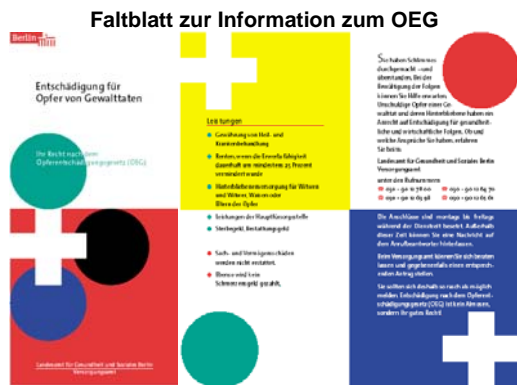 Faltblatt zur Information zum OEG
Berlin
Entschädigung für
Opfer von Gewalttaten
Ihr Recht nach dem
Opferentschädigungsgesetz (OEG)
Landesamt für Gesundheit und Soziales Berlin
Versorgungsamt
Leistungen
Gewährung von Heil- und
Krankenbehandlung
Renten, wenn die Erwerbsfähigkeit
dauerhaft um mindestens 25 Prozent
vermindert wurde
Hinterbliebenenversorgung für Witwen
und Witwer, Waisen oder
Eltern der Opfer
Leistungen der Hauptfürsorgestelle
Sterbegeld, Bestattungsgeld
Sach- und Vermögensschäden
werden nicht erstattet.
Ebenso wird kein
Schmerzensgeld gezahlt.
Sie haben Schlimmes
durchgemacht – und
überstanden. Bei der
Bewältigung der Folgen
können Sie Hilfe erwarten.
Unschuldige Opfer einer Ge-
walttat und deren Hinterbliebene haben ein
Anrecht auf Entschädigung für gesundheit-
liche und wirtschaftliche Folgen. Ob und
welche Ansprüche Sie haben, erfahren
Sie beim
Landesamt für Gesundheit und Soziales Berlin
Versorgungsamt
unter den Rufnummern
Die Anschlüsse sind montags bis freitags
während der Dienstzeit besetzt. Außerhalb
dieser Zeit können Sie eine Nachricht auf
dem Anrufbeantworter hinterlassen.
Beim Versorgungsamt können Sie sich beraten
lassen und gegebenenfalls einen entsprech-
enden Antrag stellen.
Sie sollten sich deshalb so rasch als möglich
melden. Entschädigung nach dem Opferent-
schädigungsgesetz (OEG) ist kein Almosen,
sondern Ihr gutes Recht!